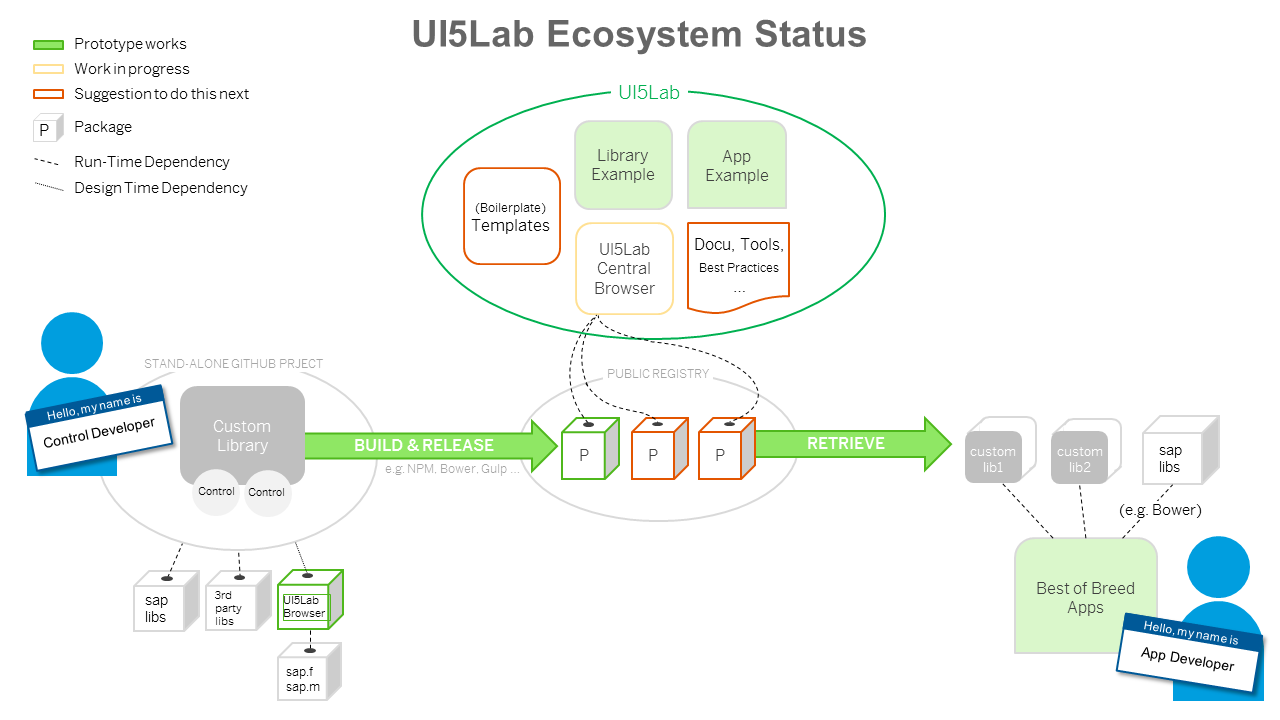 UI5Lab Ecosystem Status
Prototype works
Work in progress
Suggestion to do this next
P
Package
Run-Time Dependency
Design Time Dependency
UI5Lab
Library
Example
App
Example
(Boilerplate)
Templates
UI5Lab
Central
Browser
Docu, Tools,
Best Practices
...
STAND-ALONE GITHUB PRJECT
Hello, my name is
Control Developer
Custom
Library
Control
Control
BUILD & RELEASE
e.g. NPM, Bower, Gulp ...
PUBLIC REGISTRY
P
P
P
RETRIEVE
custom
lib1
custom
lib2
sap
libs
(e.g. Bower)
sap
libs
3rd
party
libs
UI5Lab
Browser
sap.f
sap.m
Best of Breed
Apps
Hello, my name is
App Developer